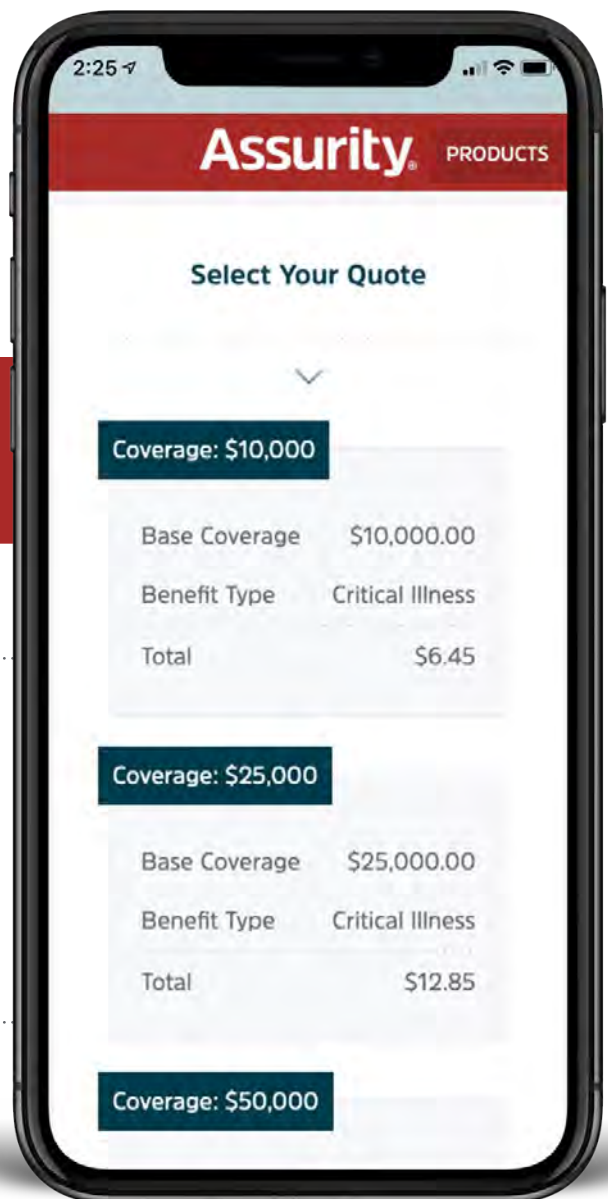 2:25
Assurity®
PRODUCTS
Select Your Quote
Coverage: $10,000
Base Coverage $10,000.00
Benefit Type Critical Illness
Total $6.45
Coverage: $25,000
Base Coverage $25,000.00
Benefit Type Critical Illness
Total $12.85
Coverage: $50,000